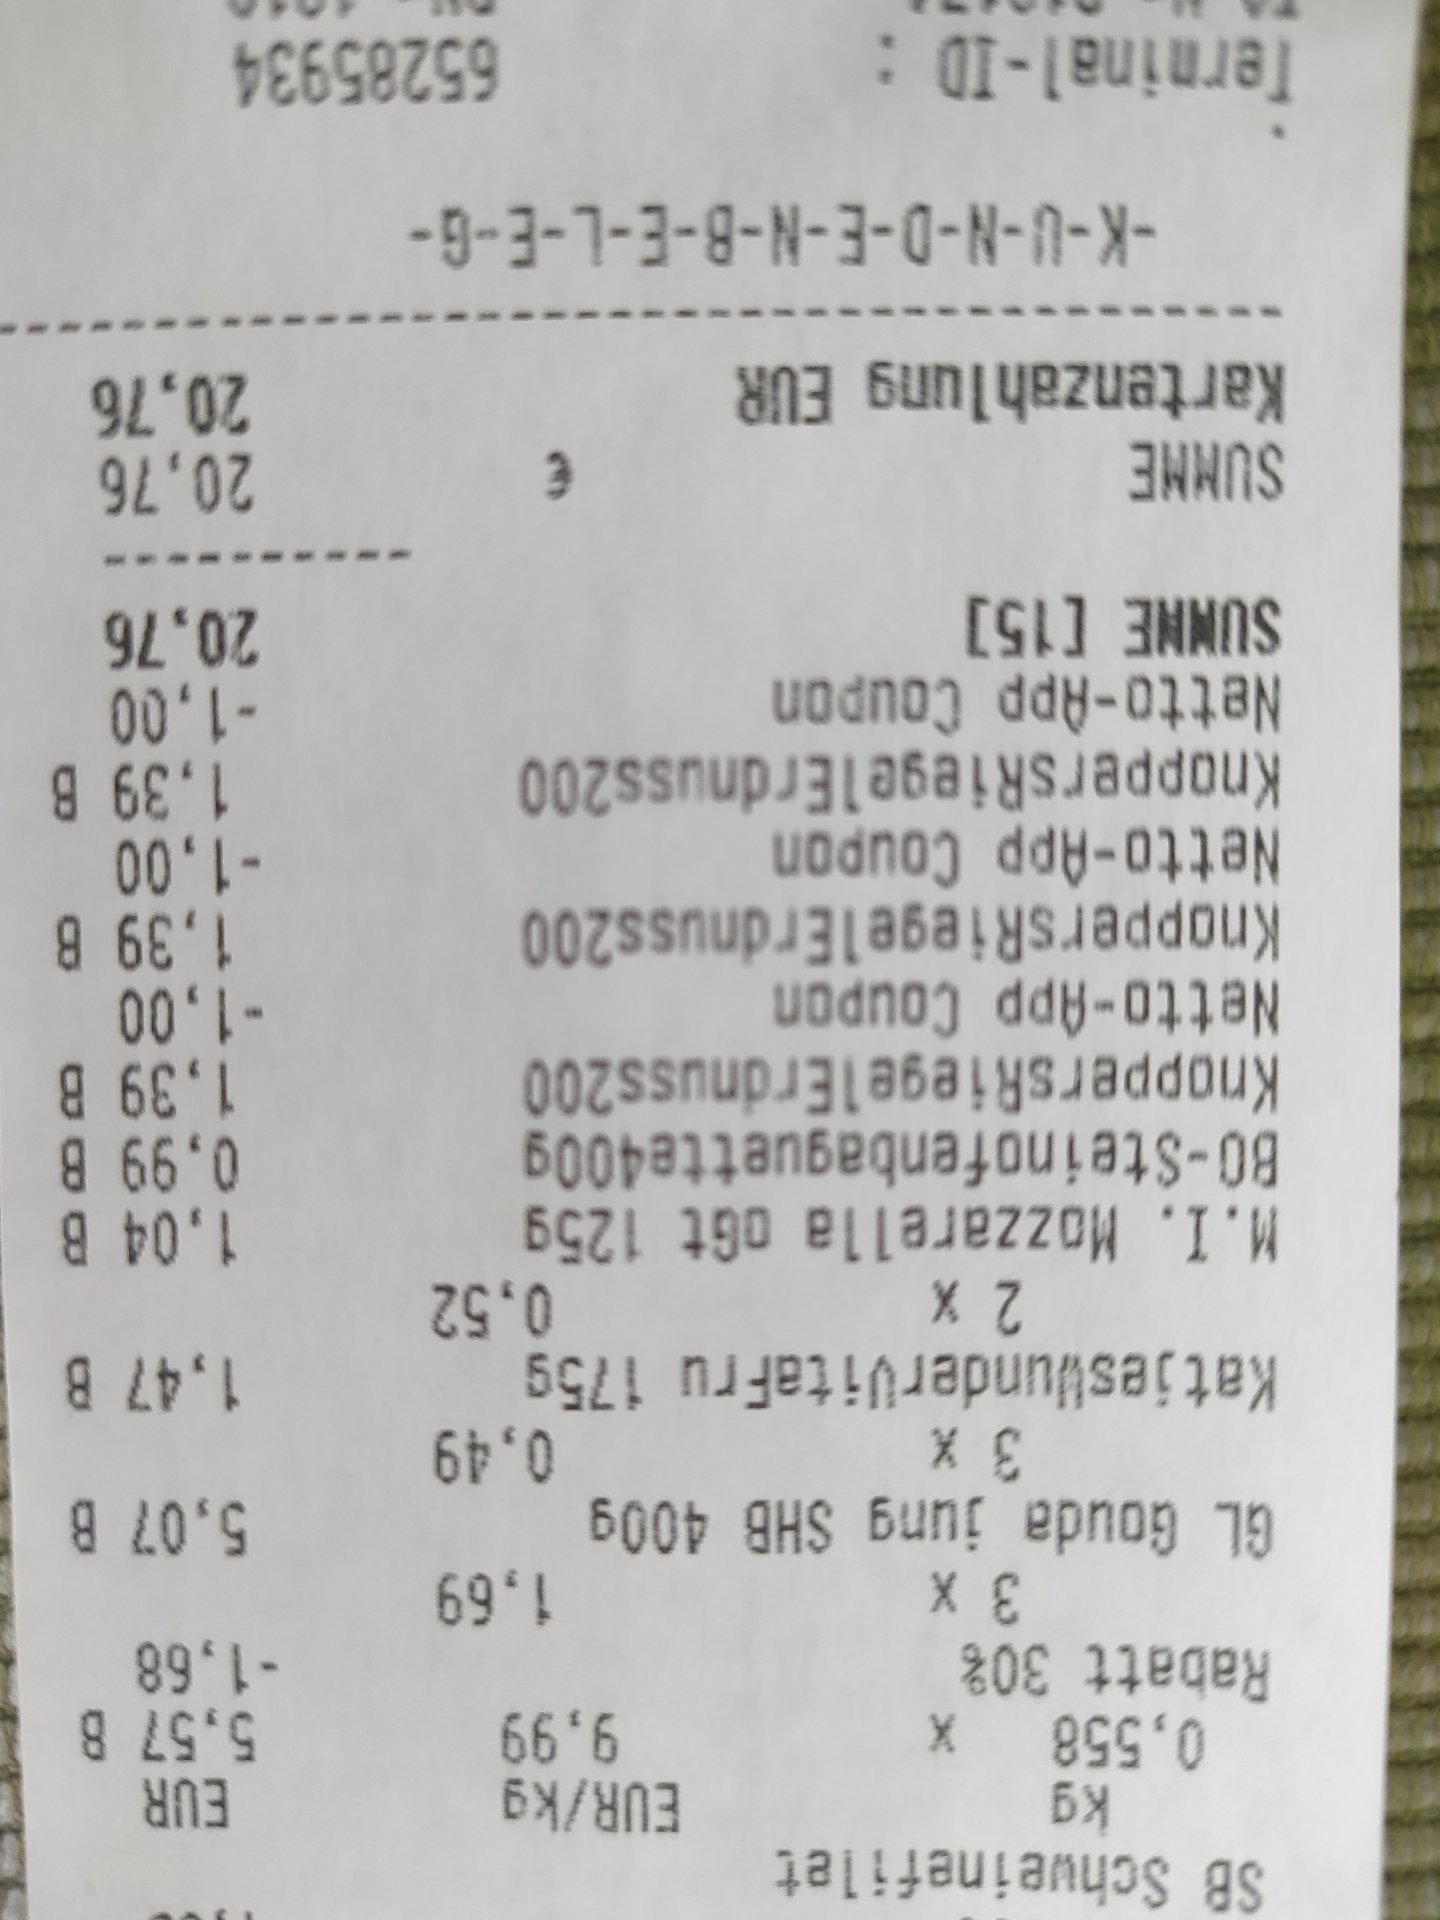 SB Schweinefilet
kg EUR/kg EUR
0,558 x 9,99 5,57 B
Rabatt 30% -1,68
3 x 1,69
GL Gouda jung SHB 400g 5,07 B
3 x 0,49
KatjesWunderVitaFru 175g 1,47 B
2 x 0,52
M.I. Mozzarella oGt 125g 1,04 B
BO-Steinofenbaguette400g 0,99 B
KnoppersRiegelErdnuss200 1,39 B
Netto-App Coupon -1,00
KnoppersRiegelErdnuss200 1,39 B
Netto-App Coupon -1,00
KnoppersRiegelErdnuss200 1,39 B
Netto-App Coupon -1,00
SUMME [15] 20,76
SUMME € 20,76
Kartenzahlung EUR 20,76
-K-U-N-D-E-N-B-E-L-E-G-
Terminal-ID : 65285934